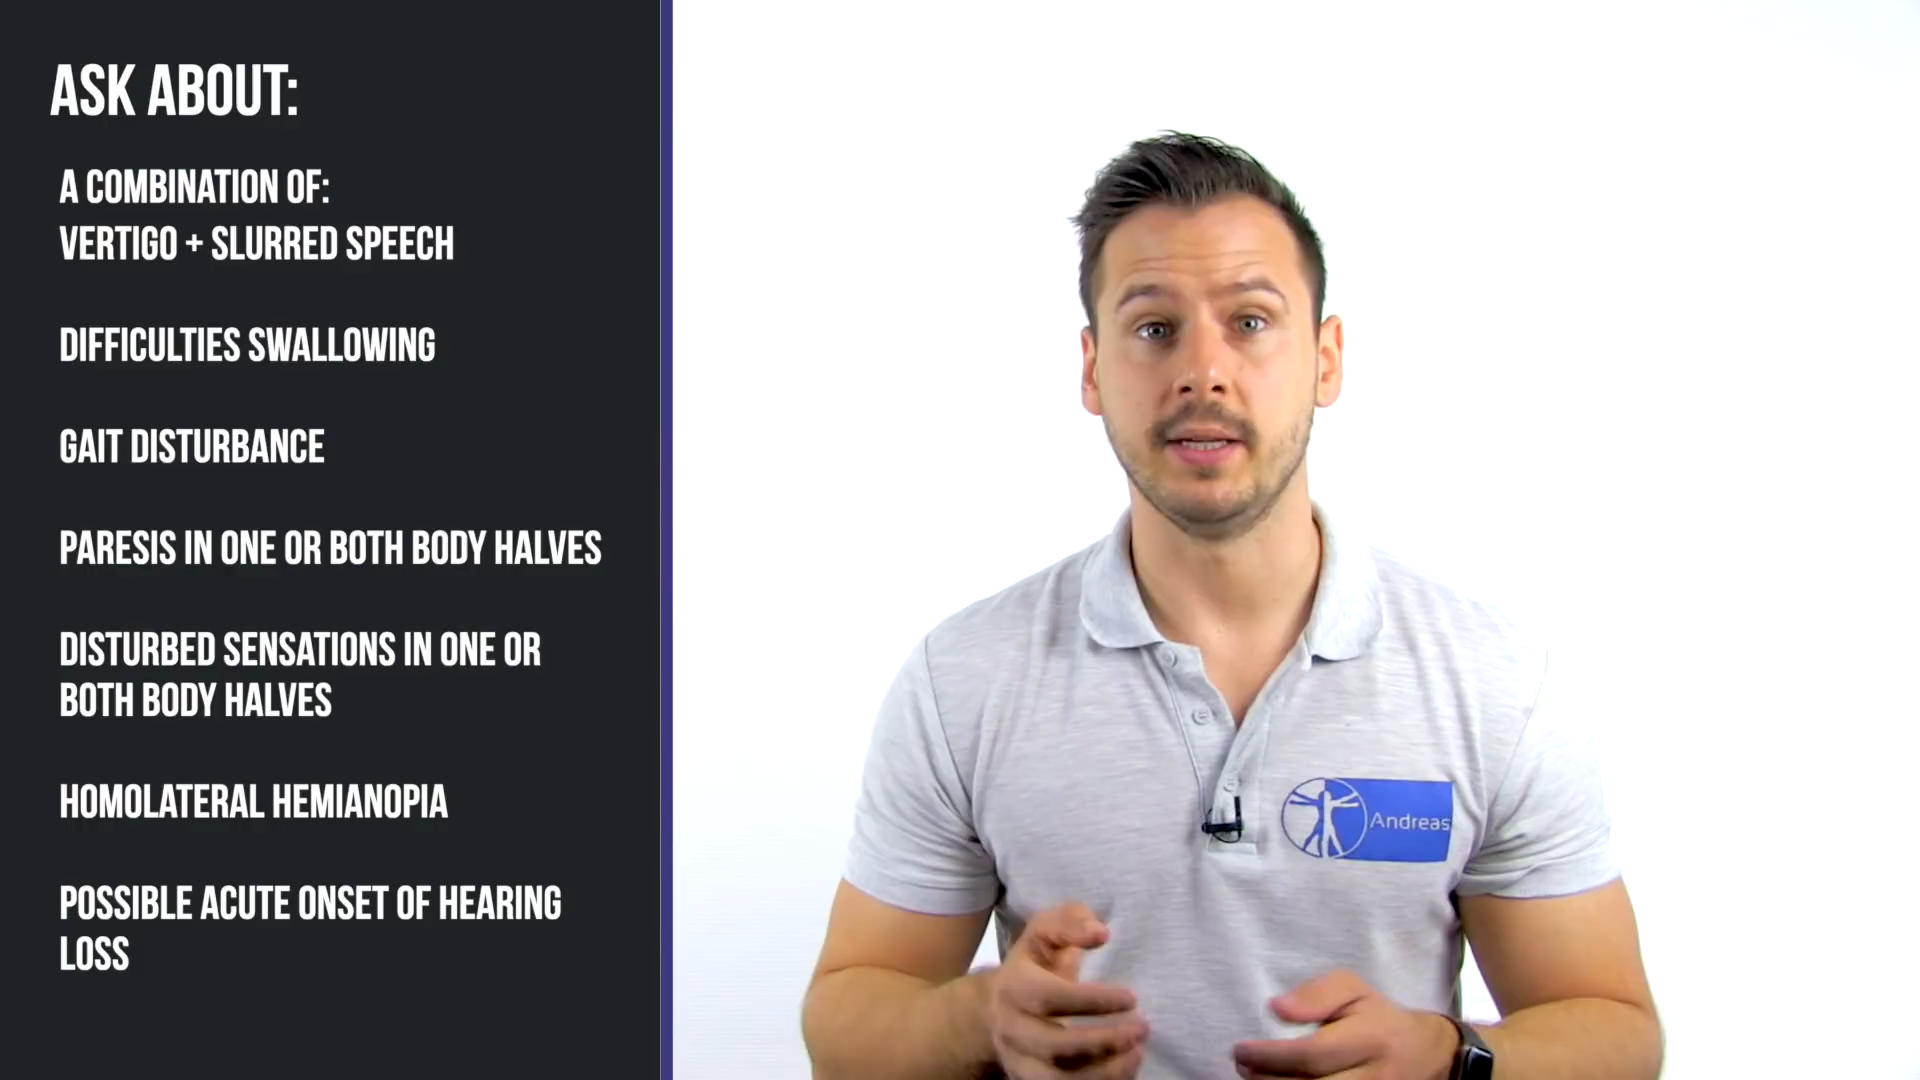 ASK ABOUT:
A COMBINATION OF:
VERTIGO + SLURRED SPEECH
DIFFICULTIES SWALLOWING
GAIT DISTURBANCE
PARESIS IN ONE OR BOTH BODY HALVES
DISTURBED SENSATIONS IN ONE OR
BOTH BODY HALVES
HOMOLATERAL HEMIANOPIA
POSSIBLE ACUTE ONSET OF HEARING
LOSS
Andreas